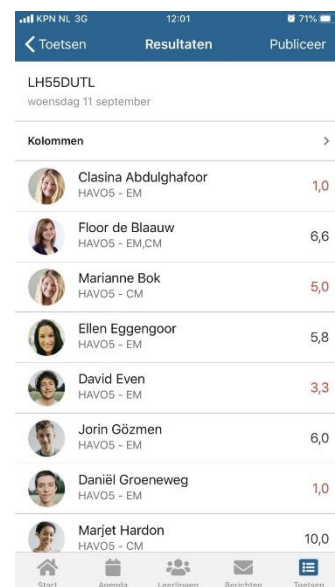 KPN NL 3G 12:01 71%
Toetsen Resultaten Publiceer
LH55DUTL
woensdag 11 september
Kolommen
Clasina Abdulghafoor 1,0
HAVO5 - EM
Floor de Blaauw 6,6
HAVO5 - EM,CM
Marianne Bok 5,0
HAVO5 - CM
Ellen Eggengoor 5,8
HAVO5 - EM
David Even 3,3
HAVO5 - EM
Jorin Gözmen 6,0
HAVO5 - EM
Daniël Groeneweg 1,0
HAVO5 - EM
Marjet Hardon 10,0
HAVO5 - CM
Start Agenda Leerlingen Berichten Toetsen